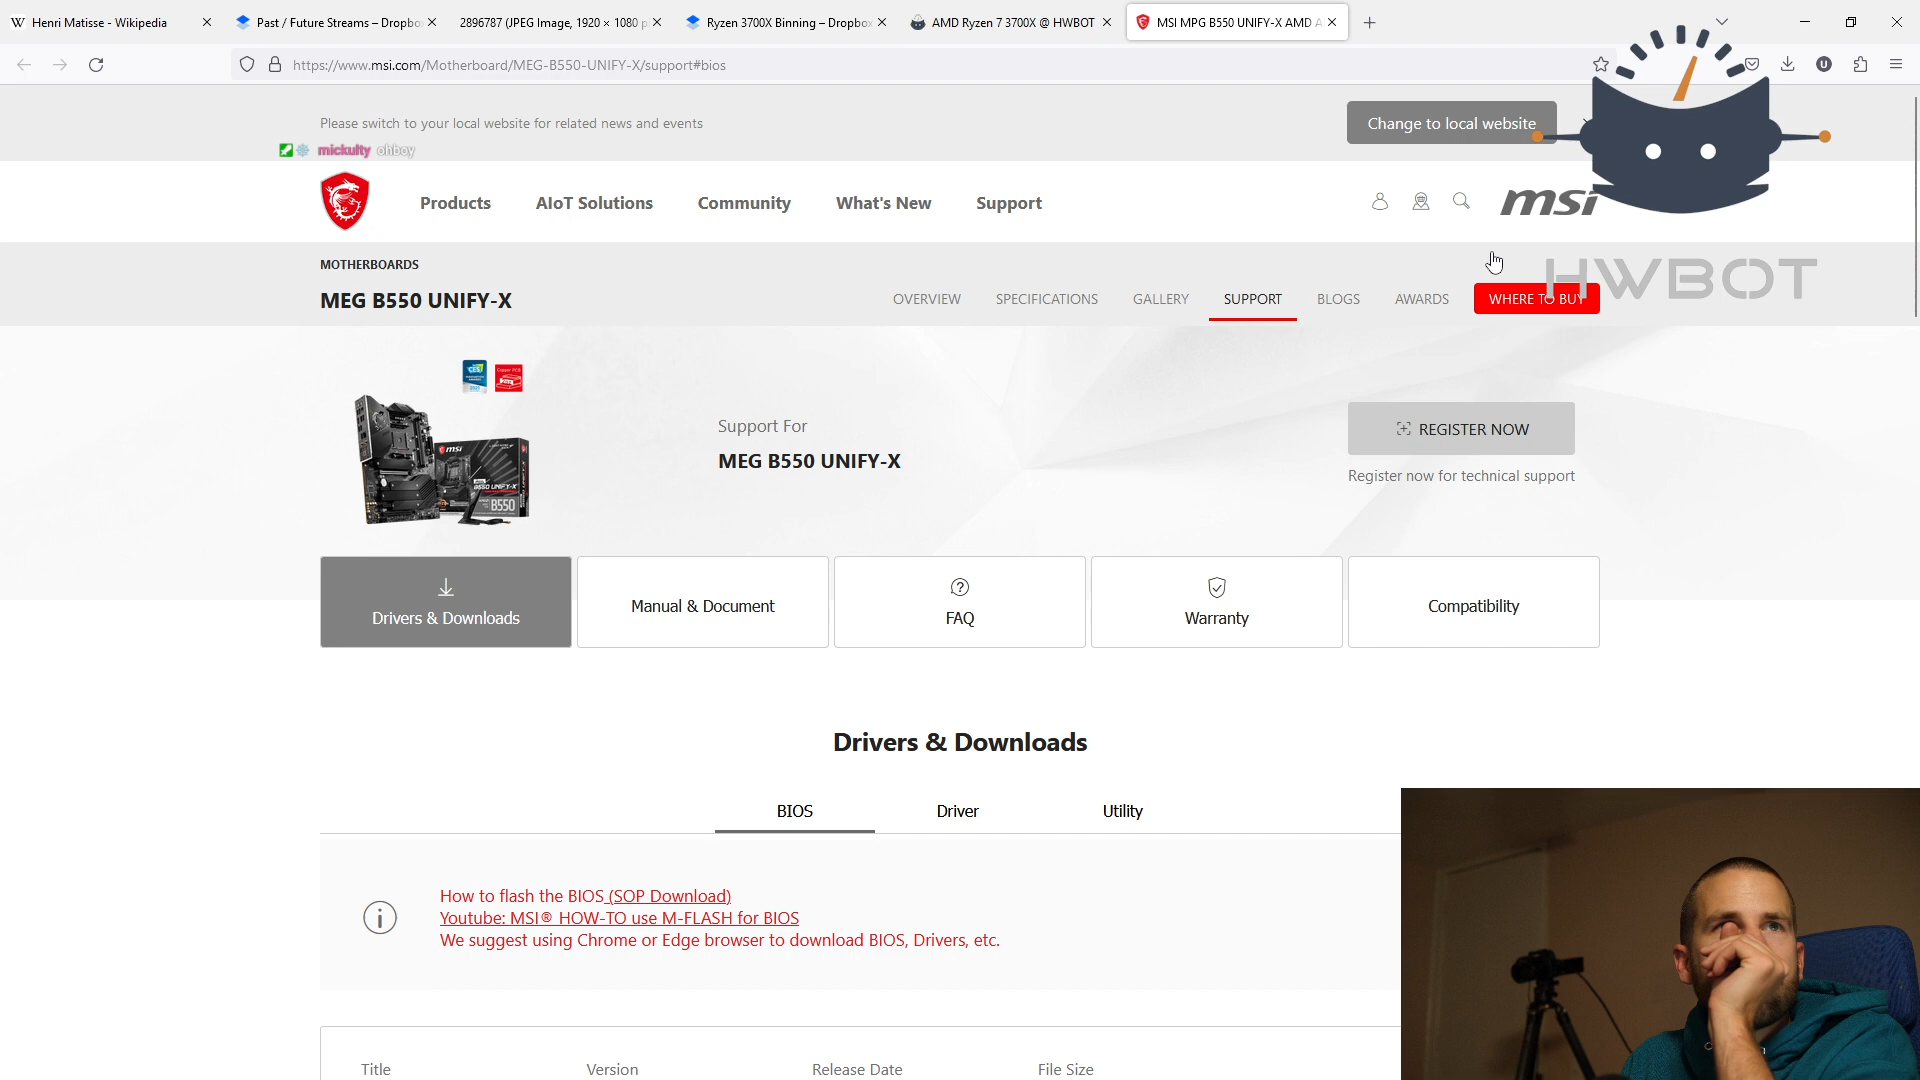 Henri Matisse - Wikipedia
Past / Future Streams – Dropbo
2896787 (JPEG Image, 1920 × 1080 p
Ryzen 3700X Binning – Dropbox
AMD Ryzen 7 3700X @ HWBOT
MSI MPG B550 UNIFY-X AMD A
https://www.msi.com/Motherboard/MEG-B550-UNIFY-X/support#bios
Please switch to your local website for related news and events
Change to local website
mickulty ohboy
Products
AIoT Solutions
Community
What's New
Support
msi
MOTHERBOARDS
MEG B550 UNIFY-X
OVERVIEW
SPECIFICATIONS
GALLERY
SUPPORT
BLOGS
AWARDS
WHERE TO BUY
HWBOT
Support For
MEG B550 UNIFY-X
REGISTER NOW
Register now for technical support
msi
B550 UNIFY-X
B550
Drivers & Downloads
Manual & Document
FAQ
Warranty
Compatibility
Drivers & Downloads
BIOS
Driver
Utility
How to flash the BIOS (SOP Download)
Youtube: MSI® HOW-TO use M-FLASH for BIOS
We suggest using Chrome or Edge browser to download BIOS, Drivers, etc.
Title
Version
Release Date
File Size